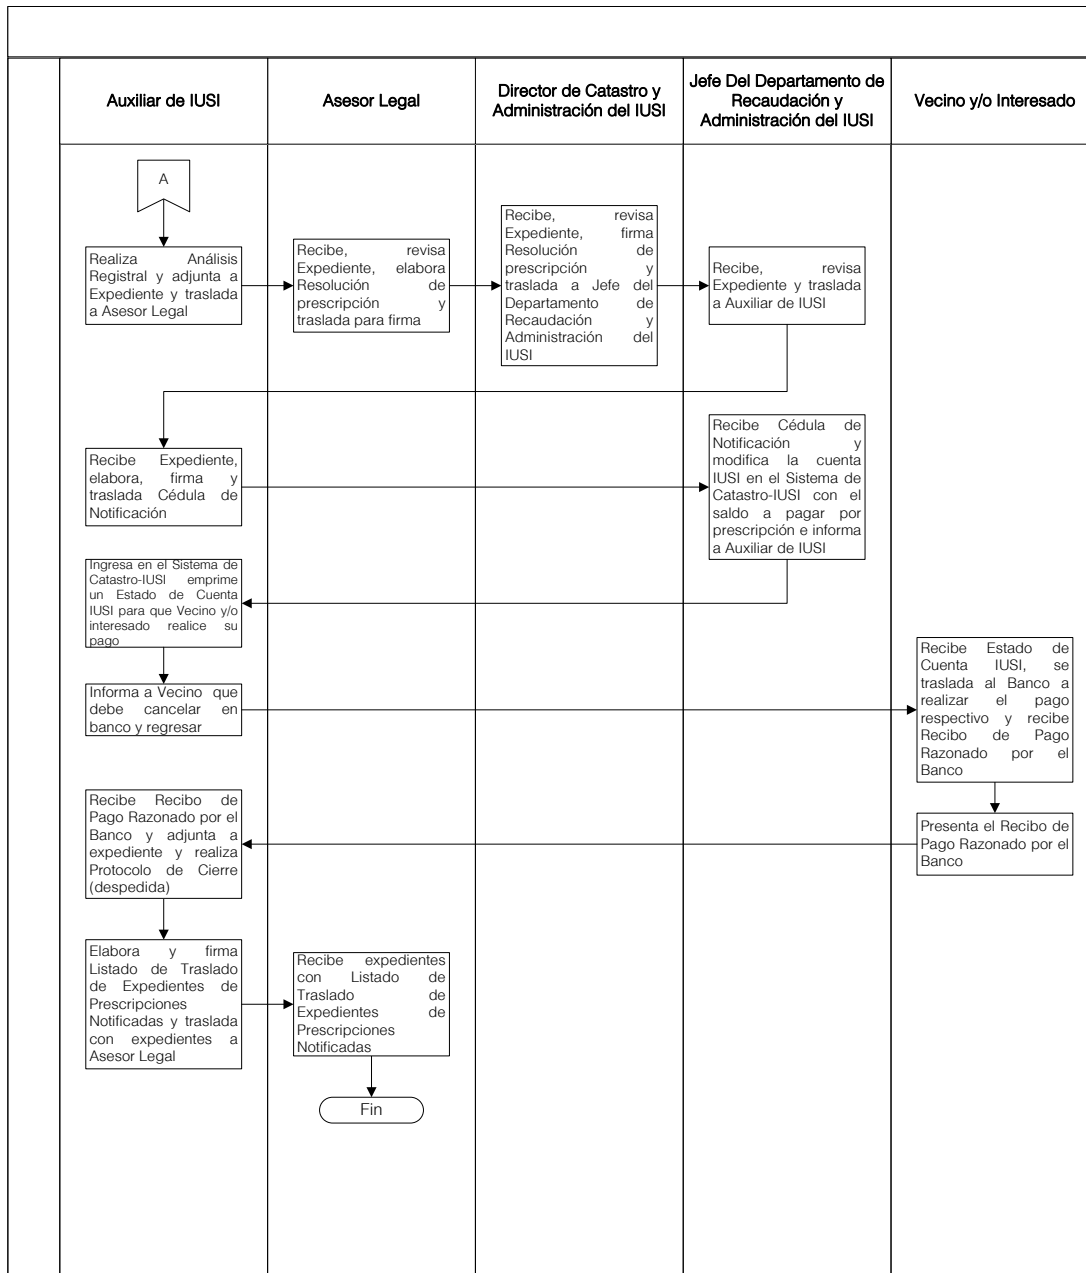 Auxiliar de IUSI
Asesor Legal
Director de Catastro y
Administración del IUSI
Jefe Del Departamento de
Recaudación y
Administración del IUSI
Vecino y/o Interesado
A
Realiza Análisis
Registral y adjunta a
Expediente y traslada
a Asesor Legal
Recibe, revisa
Expediente, elabora
Resolución de
prescripción y
traslada para firma
Recibe, revisa
Expediente, firma
Resolución de
prescripción y
traslada a Jefe del
Departamento de
Recaudación y
Administración del
IUSI
Recibe, revisa
Expediente y traslada
a Auxiliar de IUSI
Recibe Expediente,
elabora, firma y
traslada Cédula de
Notificación
Recibe Cédula de
Notificación y
modifica la cuenta
IUSI en el Sistema de
Catastro-IUSI con el
saldo a pagar por
prescripción e informa
a Auxiliar de IUSI
Ingresa en el Sistema de
Catastro-IUSI emprime
un Estado de Cuenta
IUSI para que Vecino y/o
interesado realice su
pago
Informa a Vecino que
debe cancelar en
banco y regresar
Recibe Estado de
Cuenta IUSI, se
traslada al Banco a
realizar el pago
respectivo y recibe
Recibo de Pago
Razonado por el
Banco
Presenta el Recibo de
Pago Razonado por el
Banco
Recibe Recibo de
Pago Razonado por el
Banco y adjunta a
expediente y realiza
Protocolo de Cierre
(despedida)
Elabora y firma
Listado de Traslado
de Expedientes de
Prescripciones
Notificadas y traslada
con expedientes a
Asesor Legal
Recibe expedientes
con Listado de
Traslado de
Expedientes de
Prescripciones
Notificadas
Fin